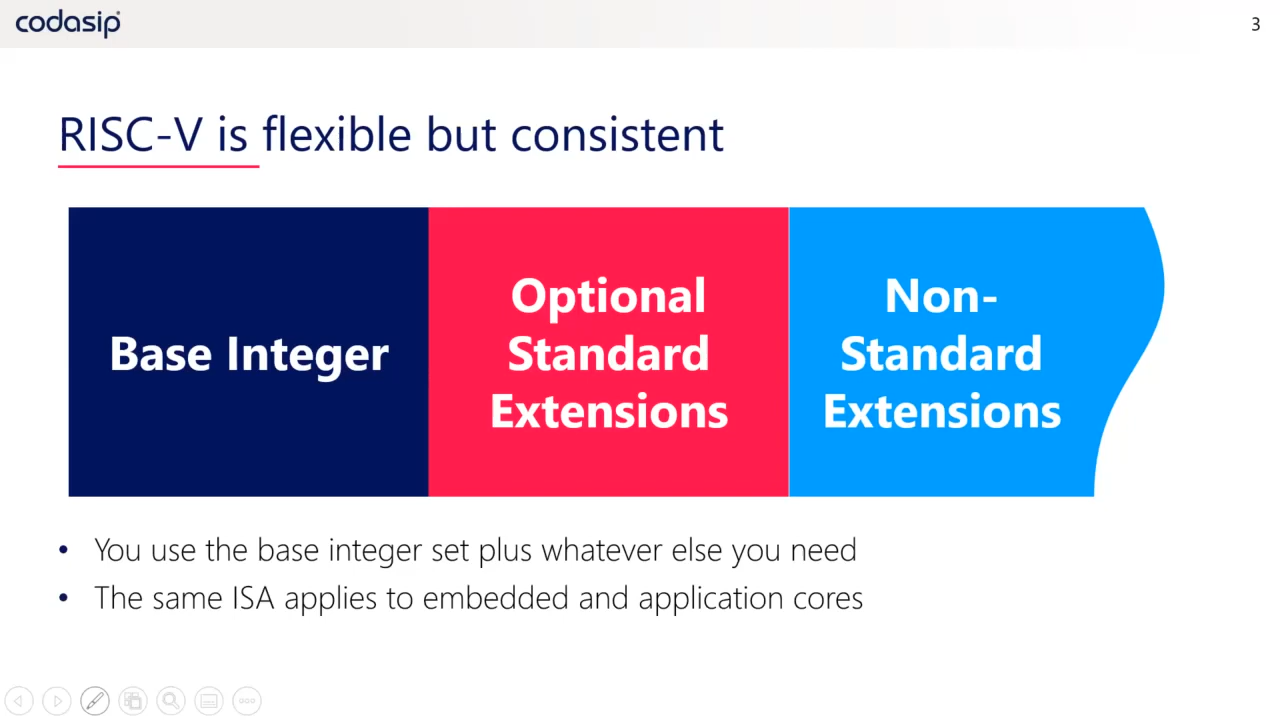 codasip
3
RISC-V is flexible but consistent
Base Integer
Optional
Standard
Extensions
Non-
Standard
Extensions
• You use the base integer set plus whatever else you need
• The same ISA applies to embedded and application cores